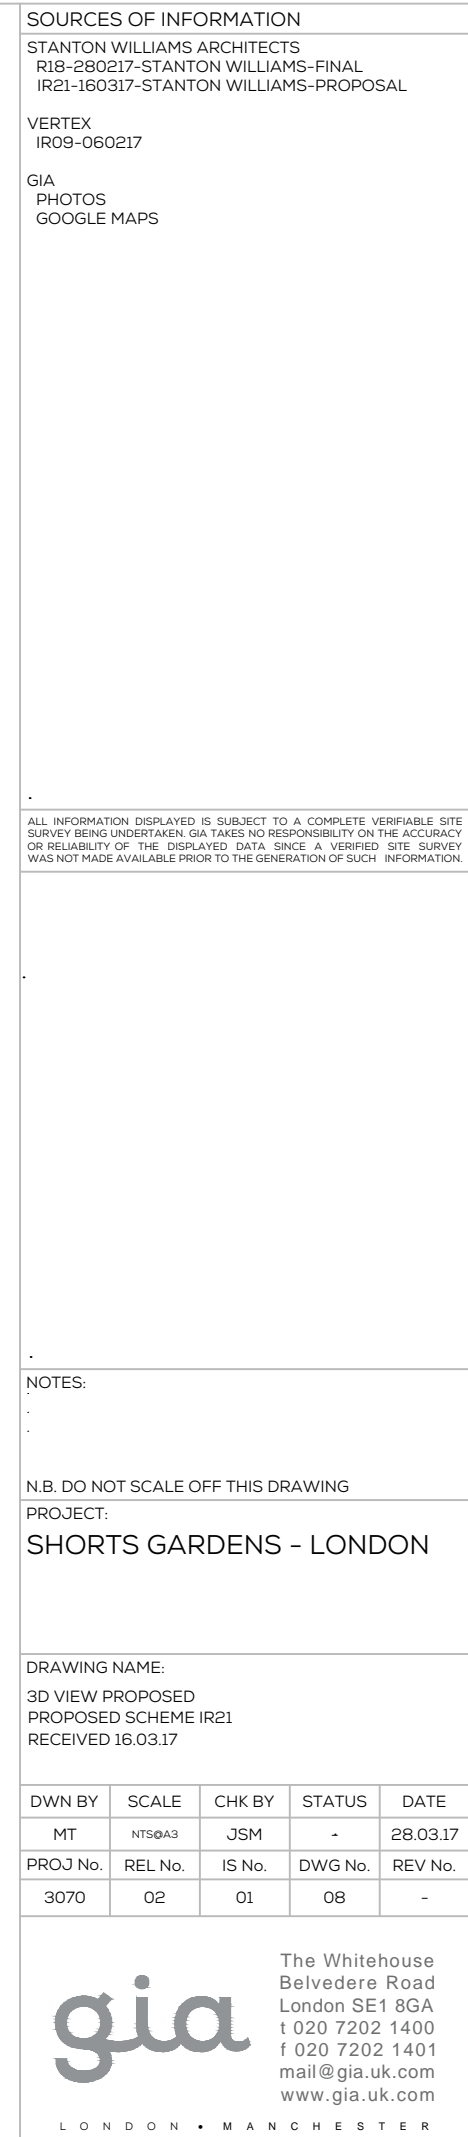 SOURCES OF INFORMATION
STANTON WILLIAMS ARCHITECTS
R18-280217-STANTON WILLIAMS-FINAL
IR21-160317-STANTON WILLIAMS-PROPOSAL
VERTEX
IR09-060217
GIA
PHOTOS
GOOGLE MAPS
.
ALL INFORMATION DISPLAYED IS SUBJECT TO A COMPLETE VERIFIABLE SITE
SURVEY BEING UNDERTAKEN. GIA TAKES NO RESPONSIBILITY ON THE ACCURACY
OR RELIABILITY OF THE DISPLAYED DATA SINCE A VERIFIED SITE SURVEY
WAS NOT MADE AVAILABLE PRIOR TO THE GENERATION OF SUCH INFORMATION.
.
.
NOTES:
.
.
.
N.B. DO NOT SCALE OFF THIS DRAWING
PROJECT:
SHORTS GARDENS - LONDON
DRAWING NAME:
3D VIEW PROPOSED
PROPOSED SCHEME IR21
RECEIVED 16.03.17
DWN BY SCALE CHK BY STATUS DATE
MT NTS@A3 JSM - 28.03.17
PROJ No. REL No. IS No. DWG No. REV No.
3070 02 01 08 -
gia
The Whitehouse
Belvedere Road
London SE1 8GA
t 020 7202 1400
f 020 7202 1401
mail@gia.uk.com
www.gia.uk.com
LONDON • MANCHESTER